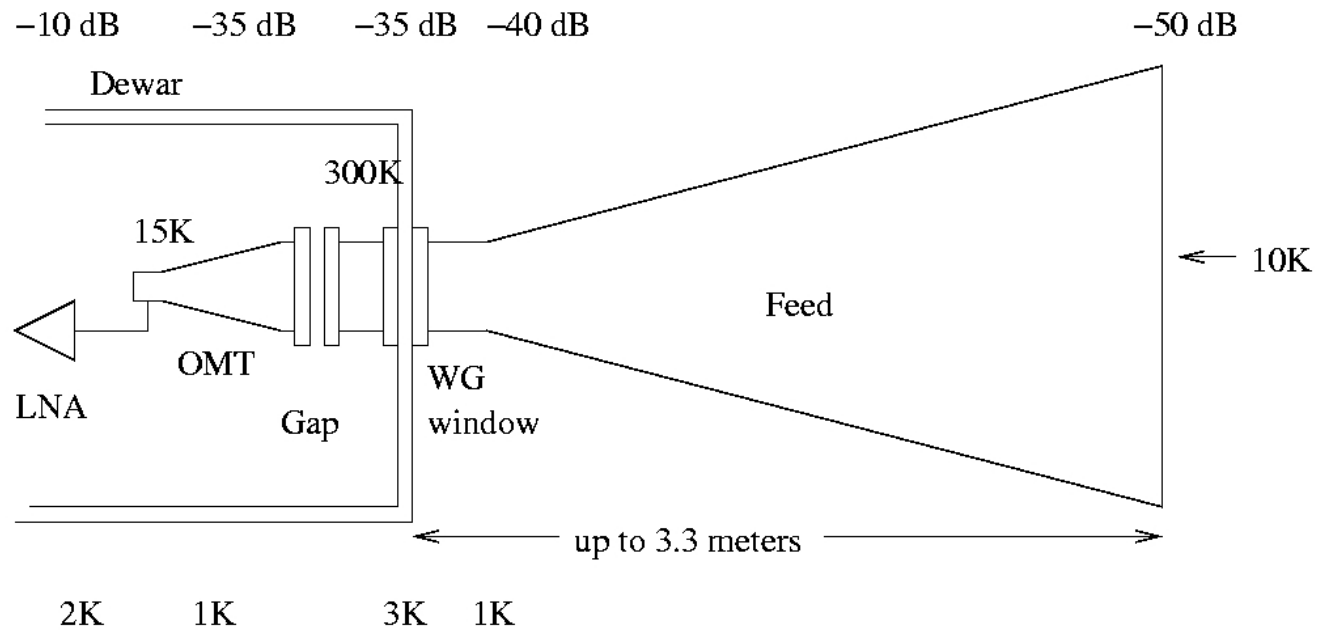 −10 dB −35 dB −35 dB −40 dB −50 dB
Dewar
300K
15K
10K
Feed
OMT
WG
window
LNA
Gap
up to 3.3 meters
2K 1K 3K 1K